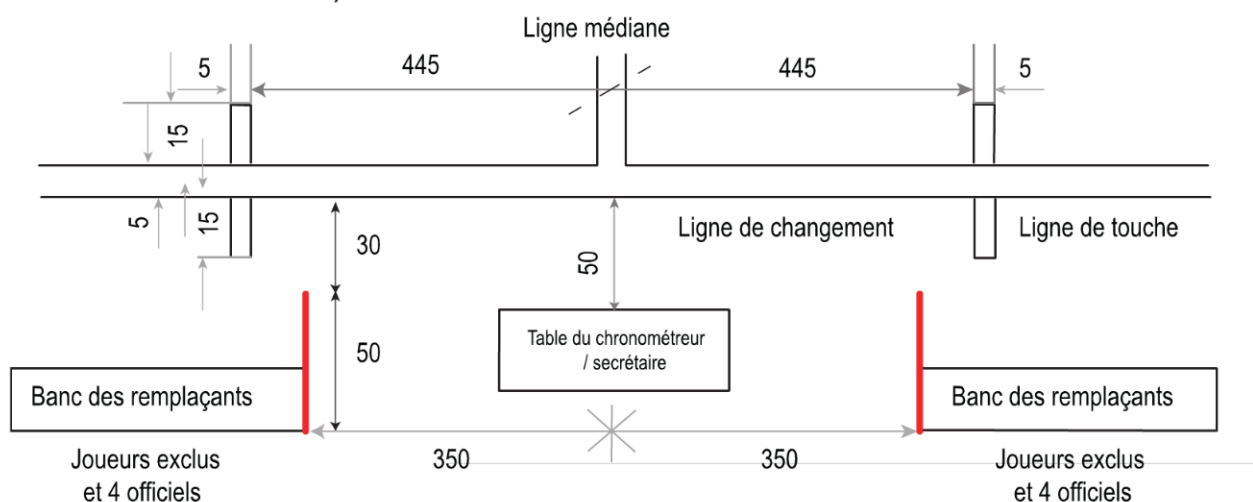 Ligne médiane
5
445
445
5
15
5
15
30
50
Ligne de changement
Ligne de touche
50
Table du chronométreur
/ secrétaire
Banc des remplaçants
Banc des remplaçants
350
350
Joueurs exclus
et 4 officiels
Joueurs exclus
et 4 officiels